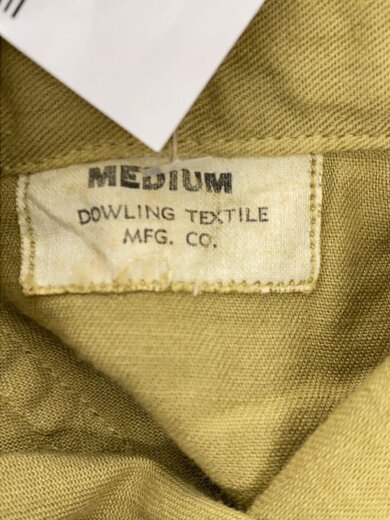 MEDIUM
DOWLING TEXTILE
MFG. CO.